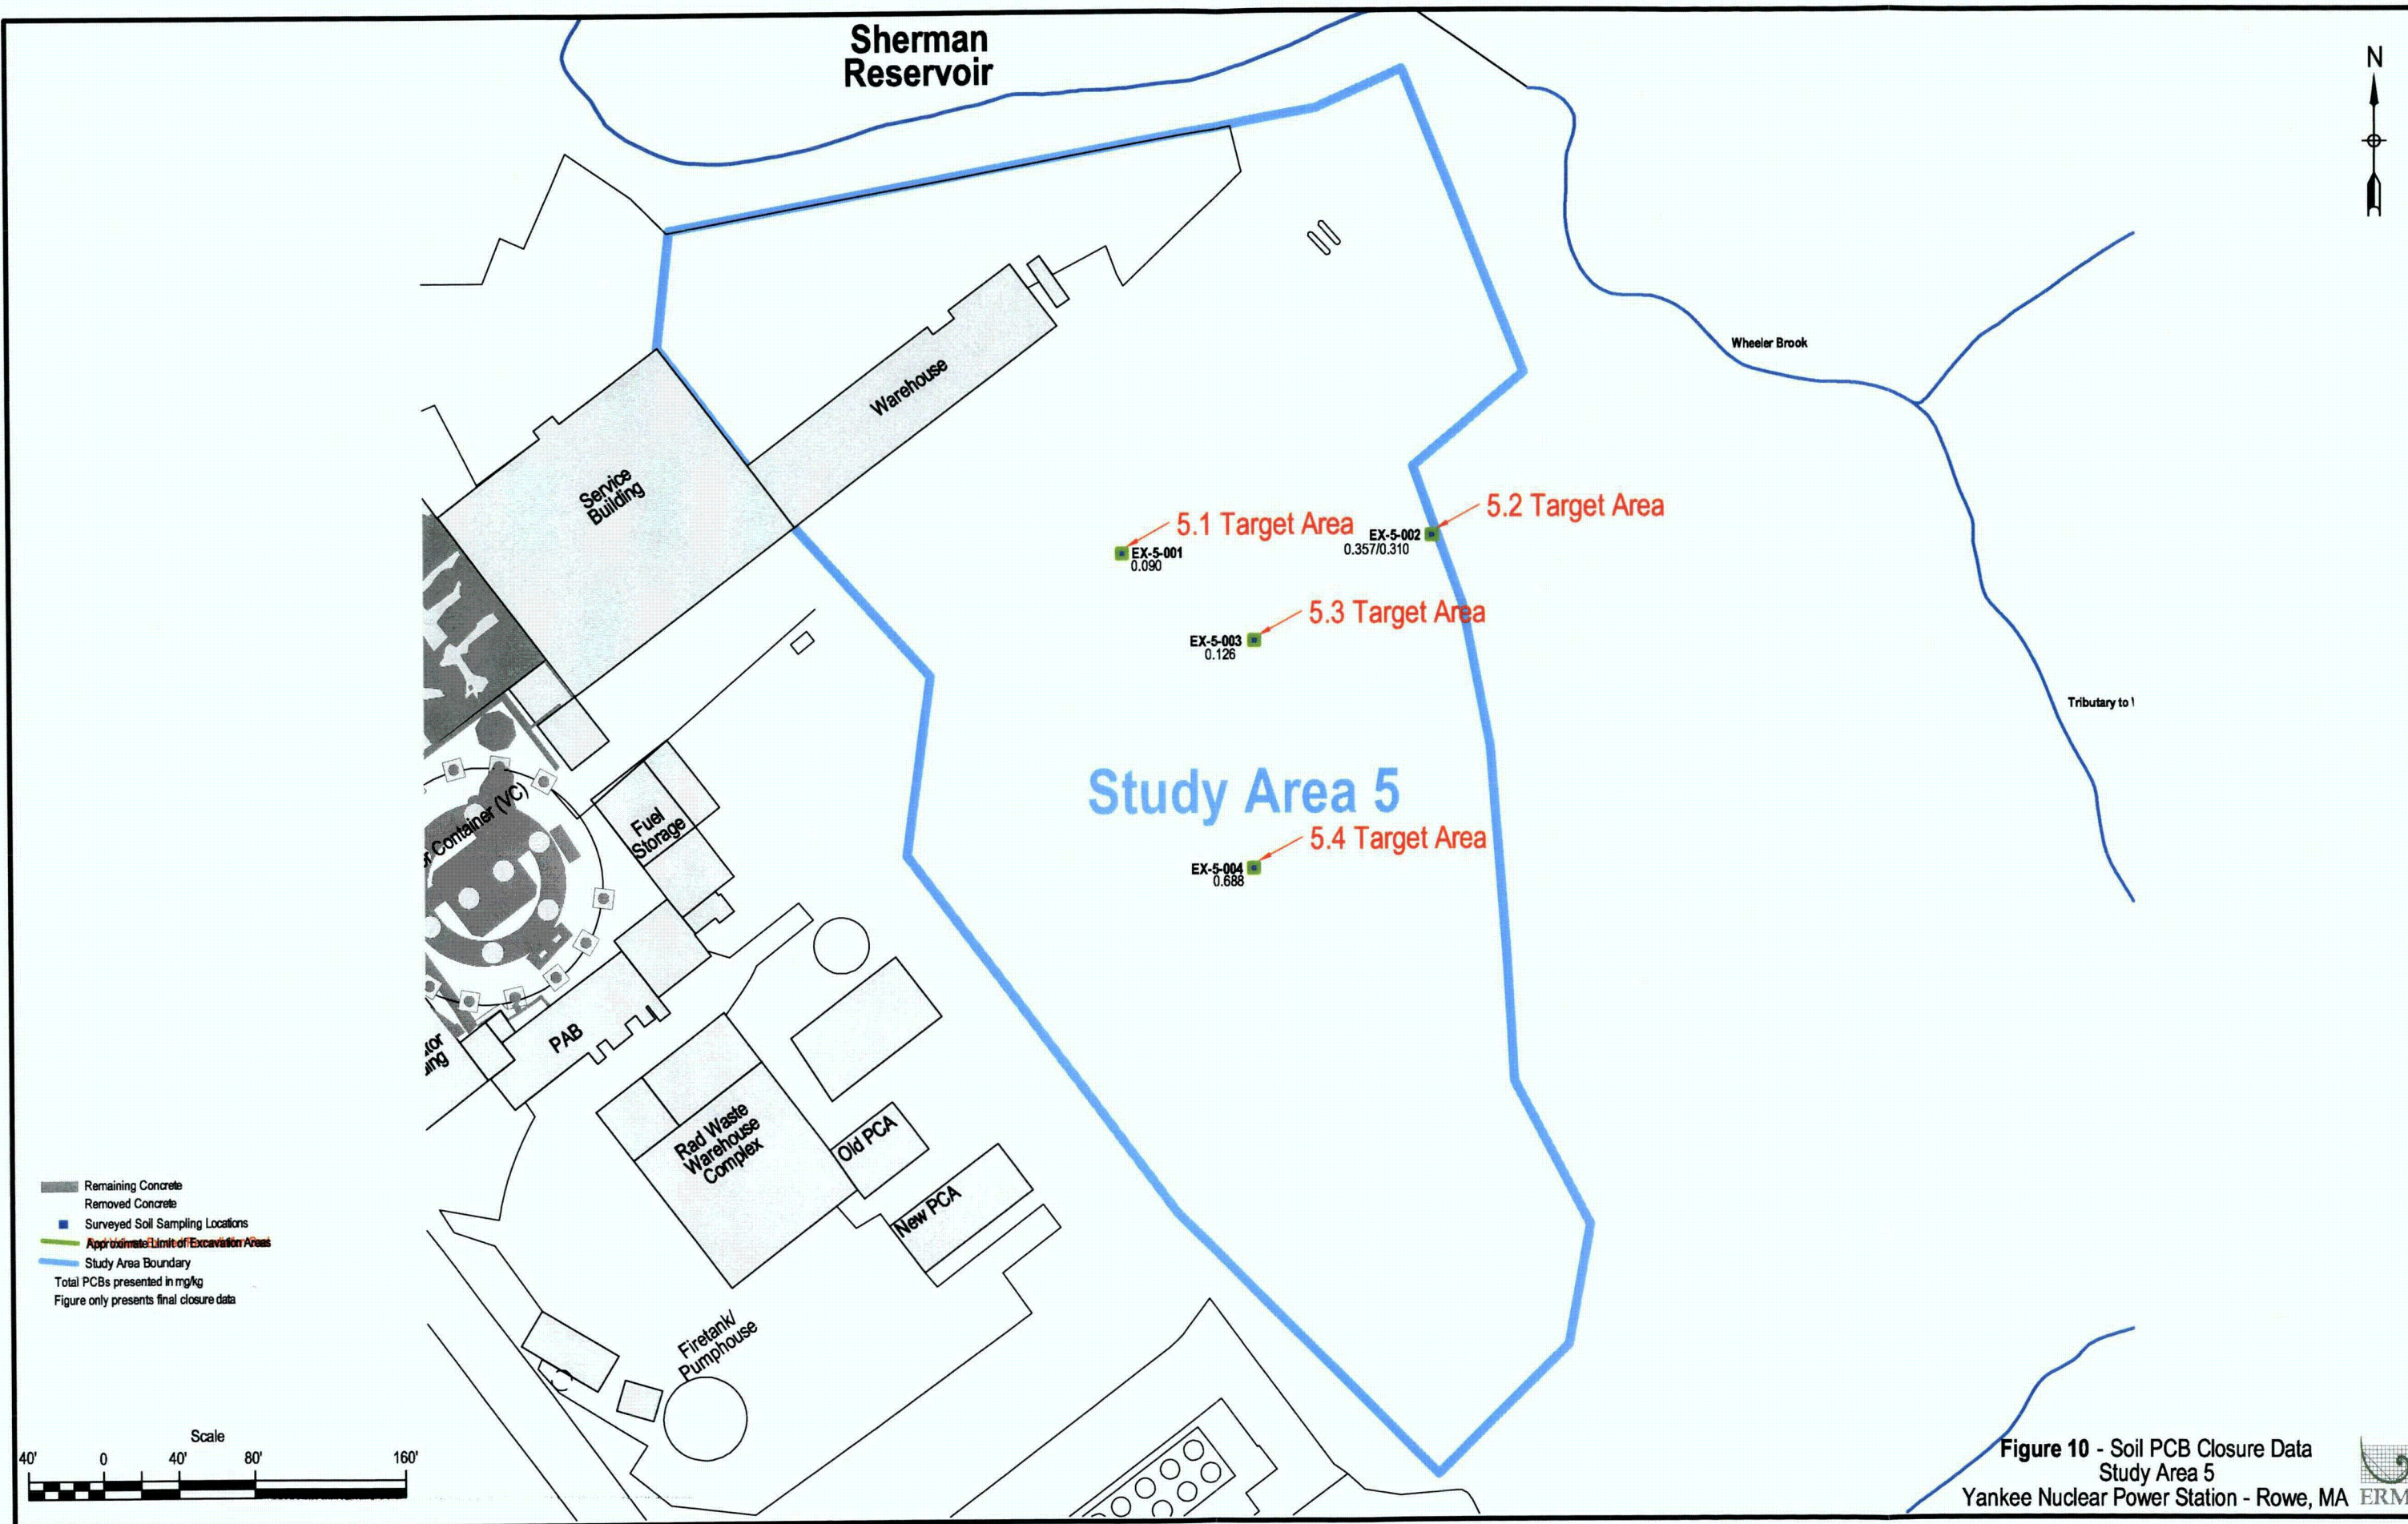 Sherman
Reservoir
N
Wheeler Brook
Warehouse
Service
Building
5.1 Target Area
EX-5-001
0.090
5.2 Target Area
EX-5-002
0.357/0.310
5.3 Target Area
EX-5-003
0.126
Tributary to
Study Area 5
5.4 Target Area
EX-5-004
0.688
Container (VC)
Fuel
Storage
PAB
Rad Waste
Warehouse
Complex
Old PCA
New PCA
Firetank/
Pumphouse
Remaining Concrete
Removed Concrete
Surveyed Soil Sampling Locations
Approximate Limit of Excavation Areas
Study Area Boundary
Total PCBs presented in mg/kg
Figure only presents final closure data
Scale
40' 0 40' 80' 160'
Figure 10 - Soil PCB Closure Data
Study Area 5
Yankee Nuclear Power Station - Rowe, MA
ERM